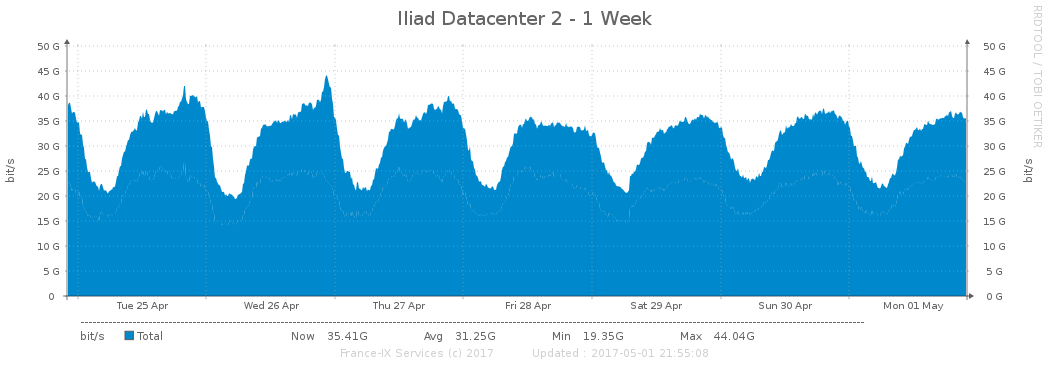 Iliad Datacenter 2 - 1 Week
RRDTOOL / TOBI OETIKER
bit/s
50 G 50 G
45 G 45 G
40 G 40 G
35 G 35 G
30 G 30 G
25 G 25 G
20 G 20 G
15 G 15 G
10 G 10 G
5 G 5 G
0 0 G
bit/s
Tue 25 Apr Wed 26 Apr Thu 27 Apr Fri 28 Apr Sat 29 Apr Sun 30 Apr Mon 01 May
bit/s Total Now 35.41G Avg 31.25G Min 19.35G Max 44.04G
France-IX Services (c) 2017 Updated : 2017-05-01 21:55:08